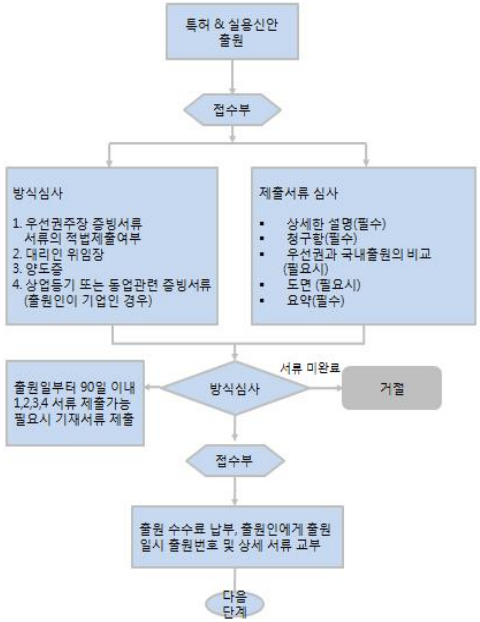 특허 & 실용신안
출원
접수부
방식심사
1. 우선권주장 증빙서류
서류의 적법제출여부
2. 대리인 위임장
3. 양도증
4. 상업등기 또는 동업관련 증빙서류
(출원인이 기업인 경우)
제출서류 심사
▪ 상세한 설명(필수)
▪ 청구항(필수)
▪ 우선권과 국내출원의 비교
(필요시)
▪ 도면 (필요시)
▪ 요약(필수)
출원일부터 90일 이내
1,2,3,4 서류 제출가능
필요시 기재서류 제출
방식심사
서류 미완료
거절
접수부
출원 수수료 납부, 출원인에게 출원
일시 출원번호 및 상세 서류 교부
다음
단계